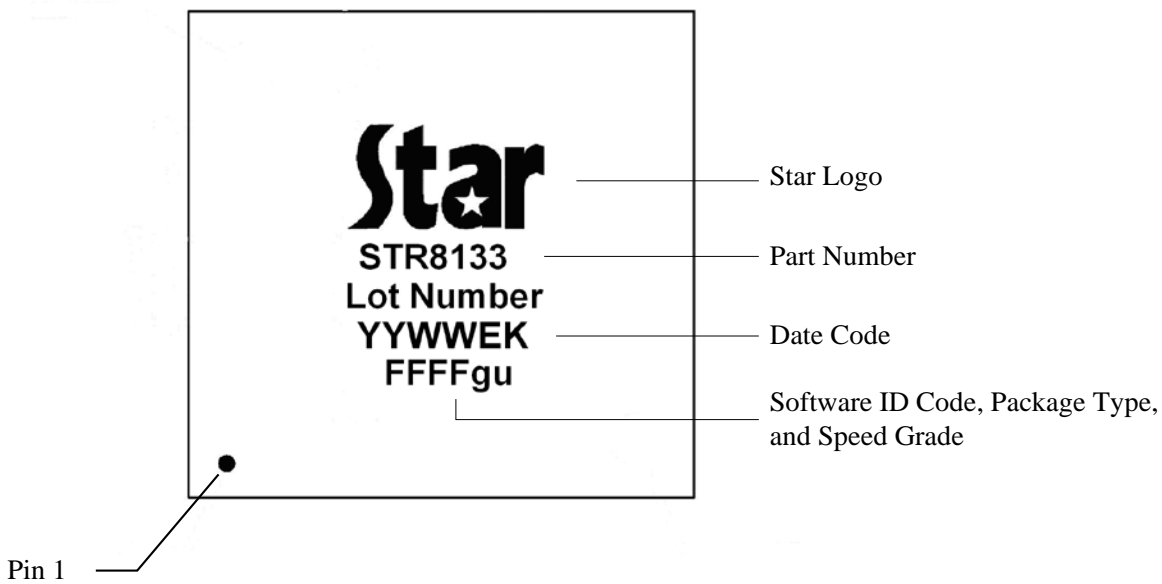 Star
Star Logo
STR8133
Part Number
Lot Number
YYWWEK
Date Code
FFFFgu
Software ID Code, Package Type,
and Speed Grade
Pin 1